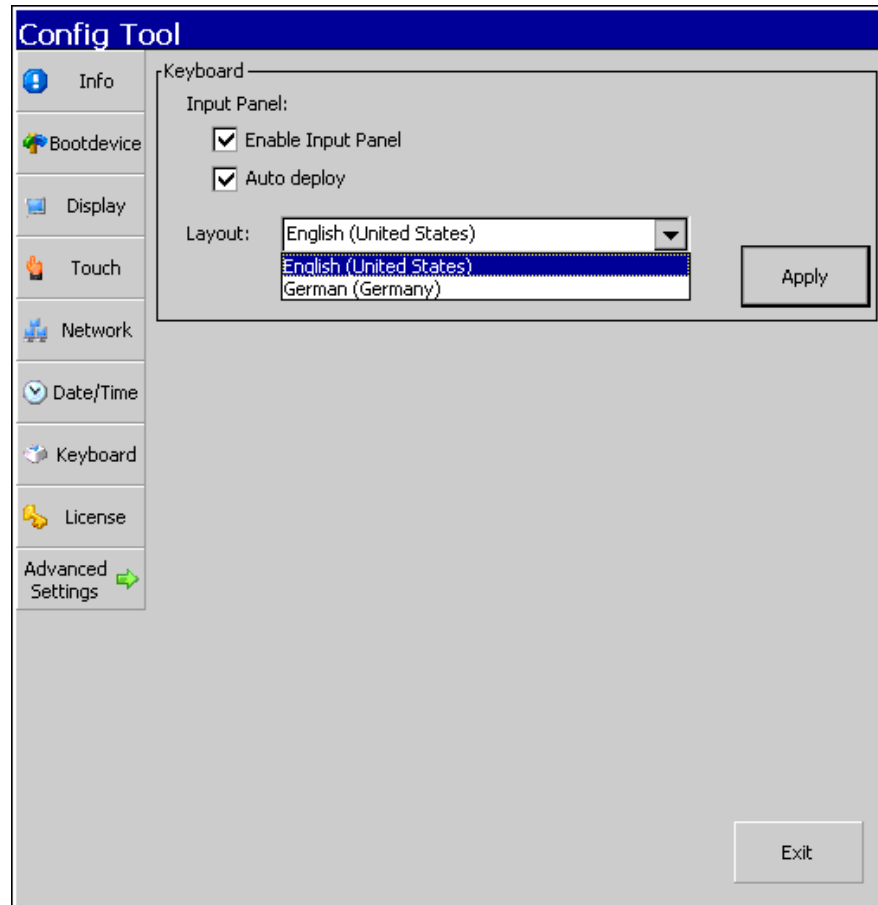 Config Tool
Info
Bootdevice
Display
Touch
Network
Date/Time
Keyboard
License
Advanced
Settings
Keyboard
Input Panel:
Enable Input Panel
Auto deploy
Layout: English (United States)
English (United States)
German (Germany)
Apply
Exit